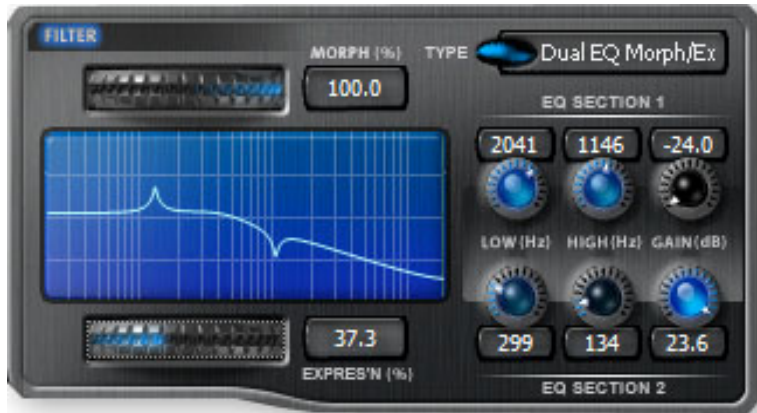 FILTER
MORPH (%)
TYPE
Dual EQ Morph/Ex
100.0
EQ SECTION 1
2041
1146
-24.0
LOW (Hz)
HIGH (Hz)
GAIN (dB)
37.3
299
134
23.6
EXPRES'N (%)
EQ SECTION 2